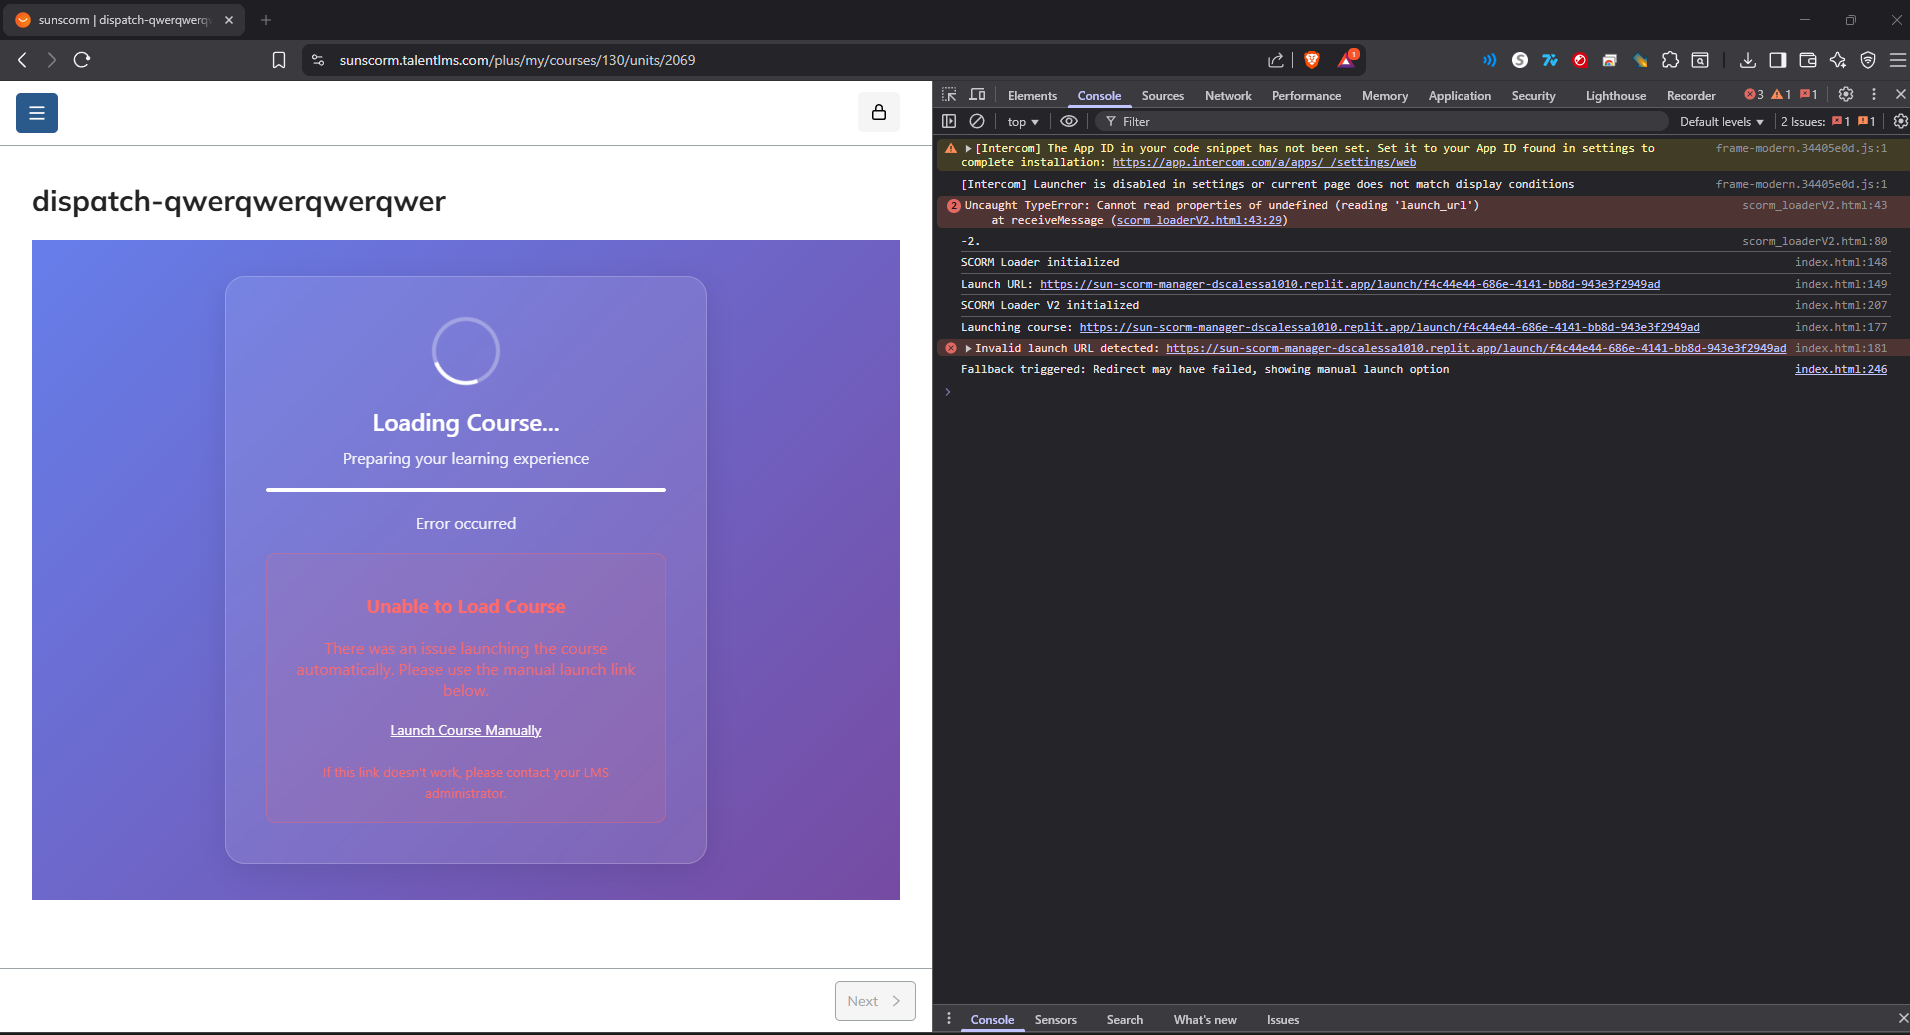 sunscorm | dispatch-qwerqwerq
sunscorm.talentlms.com/plus/my/courses/130/units/2069
1
dispatch-qwerqwerqwerqwer
Loading Course...
Preparing your learning experience
Error occurred
Unable to Load Course
There was an issue launching the course
automatically. Please use the manual launch link
below.
Launch Course Manually
If this link doesn't work, please contact your LMS
administrator.
Next
Elements Console Sources Network Performance Memory Application Security Lighthouse Recorder 3 1 1
top Filter Default levels 2 Issues: 1 1
[Intercom] The App ID in your code snippet has not been set. Set it to your App ID found in settings to frame-modern.34405e0d.js:1
complete installation: https://app.intercom.com/a/apps/_/settings/web
[Intercom] Launcher is disabled in settings or current page does not match display conditions frame-modern.34405e0d.js:1
2 Uncaught TypeError: Cannot read properties of undefined (reading 'launch_url') scorm_loaderV2.html:43
at receiveMessage (scorm_loaderV2.html:43:29)
-2. scorm_loaderV2.html:80
SCORM Loader initialized index.html:148
Launch URL: https://sun-scorm-manager-dscalessa1010.replit.app/launch/f4c44e44-686e-4141-bb8d-943e3f2949ad index.html:149
SCORM Loader V2 initialized index.html:207
Launching course: https://sun-scorm-manager-dscalessa1010.replit.app/launch/f4c44e44-686e-4141-bb8d-943e3f2949ad index.html:177
Invalid launch URL detected: https://sun-scorm-manager-dscalessa1010.replit.app/launch/f4c44e44-686e-4141-bb8d-943e3f2949ad index.html:181
Fallback triggered: Redirect may have failed, showing manual launch option index.html:246
Console Sensors Search What's new Issues